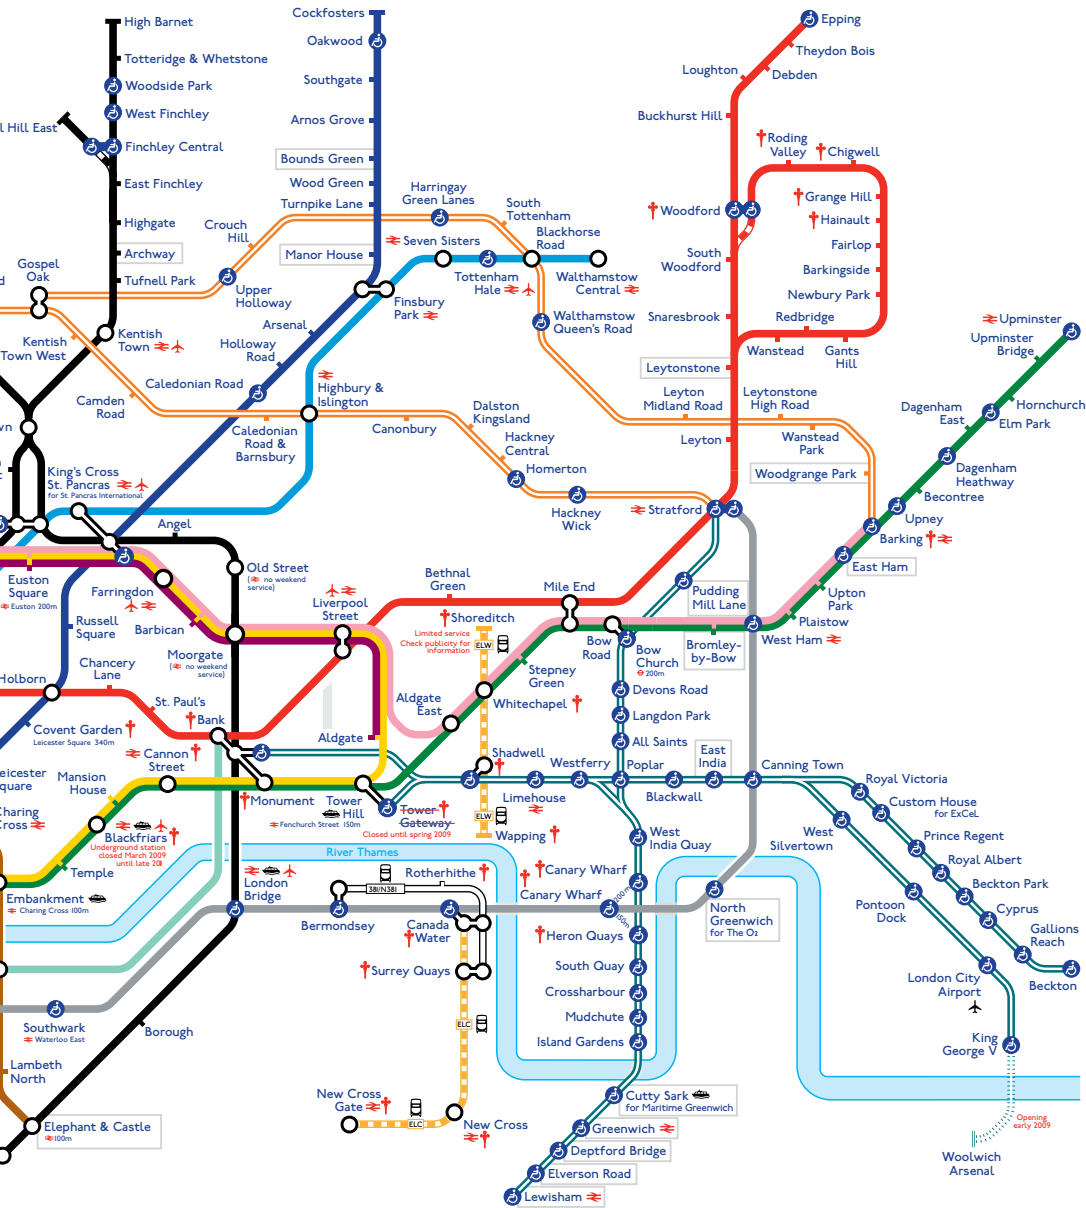 High Barnet
Totteridge & Whetstone
Woodside Park
West Finchley
l Hill East
Finchley Central
East Finchley
Highgate
Archway
Tufnell Park
Gospel
Oak
d
Kentish
Town
Kentish
Town West
Camden
Road
wn
Crouch
Hill
Upper
Holloway
Cockfosters
Oakwood
Southgate
Arnos Grove
Bounds Green
Wood Green
Turnpike Lane
Manor House
Harringay
Green Lanes
South
Tottenham
Blackhorse
Road
Seven Sisters
Tottenham
Hale
Walthamstow
Central
Finsbury
Park
Walthamstow
Queen's Road
Arsenal
Holloway
Road
Caledonian Road
Highbury &
Islington
Caledonian
Road &
Barnsbury
Canonbury
Dalston
Kingsland
Hackney
Central
Homerton
Hackney
Wick
Epping
Theydon Bois
Debden
Loughton
Buckhurst Hill
Roding
Valley
Chigwell
Grange Hill
Hainault
Fairlop
Barkingside
Newbury Park
Redbridge
Wanstead
Gants
Hill
Woodford
South
Woodford
Snaresbrook
Leytonstone
Leyton
Midland Road
Leytonstone
High Road
Leyton
Wanstead
Park
Woodgrange Park
Stratford
Upminster
Upminster
Bridge
Hornchurch
Elm Park
Dagenham
East
Dagenham
Heathway
Becontree
Upney
Barking
East Ham
Upton
Park
Plaistow
West Ham
King's Cross
St. Pancras
for St. Pancras International
Angel
Old Street
( no weekend
service)
Euston
Square
Euston 200m
Farringdon
Barbican
Russell
Square
Moorgate
( no weekend
service)
Liverpool
Street
Bethnal
Green
Mile End
Shoreditch
Limited service
Check publicity for
information
ELW
Pudding
Mill Lane
Bow
Road
Bow
Church
200m
Bromley-
by-Bow
Stepney
Green
Whitechapel
Aldgate
East
Aldgate
Holborn
Chancery
Lane
St. Paul's
Bank
Covent Garden
Leicester Square 340m
Cannon
Street
eicester
quare
Mansion
House
Monument
Tower
Hill
Fenchurch Street 150m
Tower
Gateway
Closed until spring 2009
Shadwell
ELW
Wapping
Limehouse
Westferry
Devons Road
Langdon Park
All Saints
Poplar
East
India
Blackwall
Canning Town
Royal Victoria
Custom House
for ExCeL
Prince Regent
Royal Albert
Beckton Park
Cyprus
Gallions
Reach
Beckton
West
Silvertown
Pontoon
Dock
London City
Airport
King
George V
Opening
early 2009
Woolwich
Arsenal
haring
Cross
Blackfriars
Underground station
closed March 2009
until late 2011
Temple
Embankment
Charing Cross 100m
River Thames
London
Bridge
Rotherhithe
381/N381
Bermondsey
Canada
Water
Surrey Quays
ELC
New Cross
Gate
ELC
New Cross
West
India Quay
Canary Wharf
Canary Wharf
200m
150m
Heron Quays
South Quay
Crossharbour
Mudchute
Island Gardens
North
Greenwich
for The O2
Cutty Sark
for Maritime Greenwich
Greenwich
Deptford Bridge
Elverson Road
Lewisham
Southwark
Waterloo East
Borough
Lambeth
North
Elephant & Castle
100m